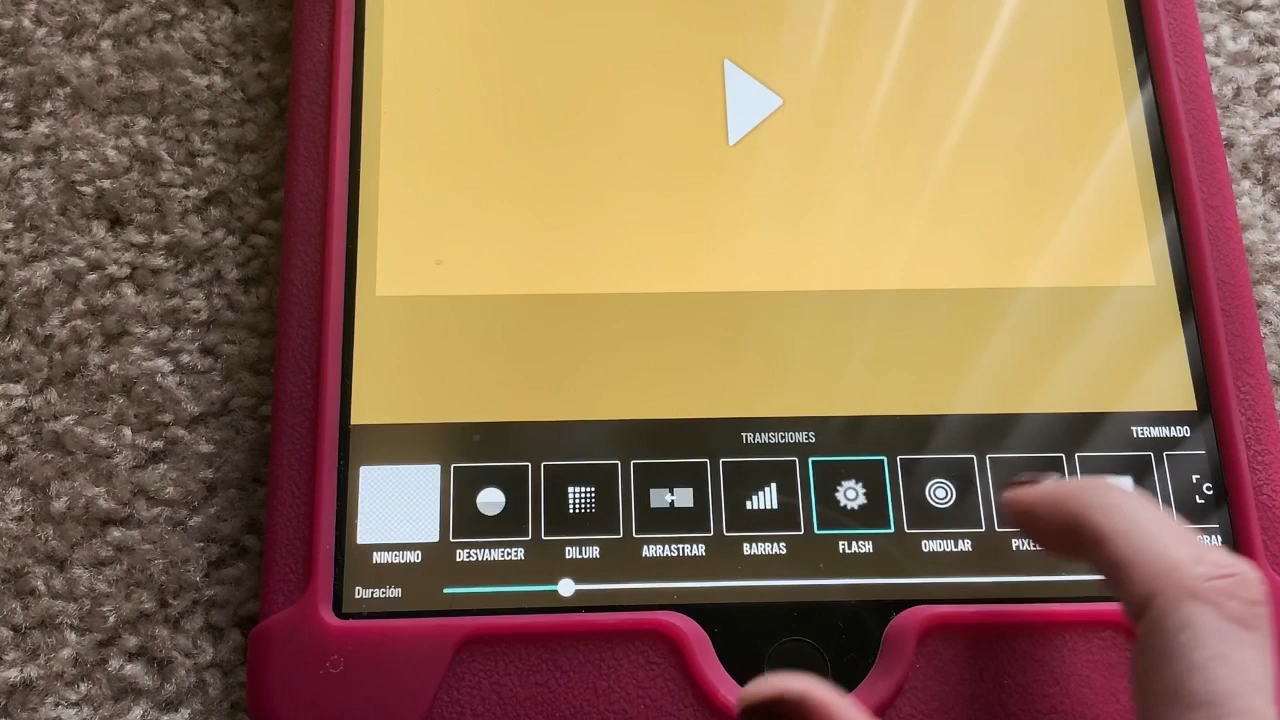 TRANSICIONES
TERMINADO
NINGUNO
DESVANECER
DILUIR
ARRASTRAR
BARRAS
FLASH
ONDULAR
Duración